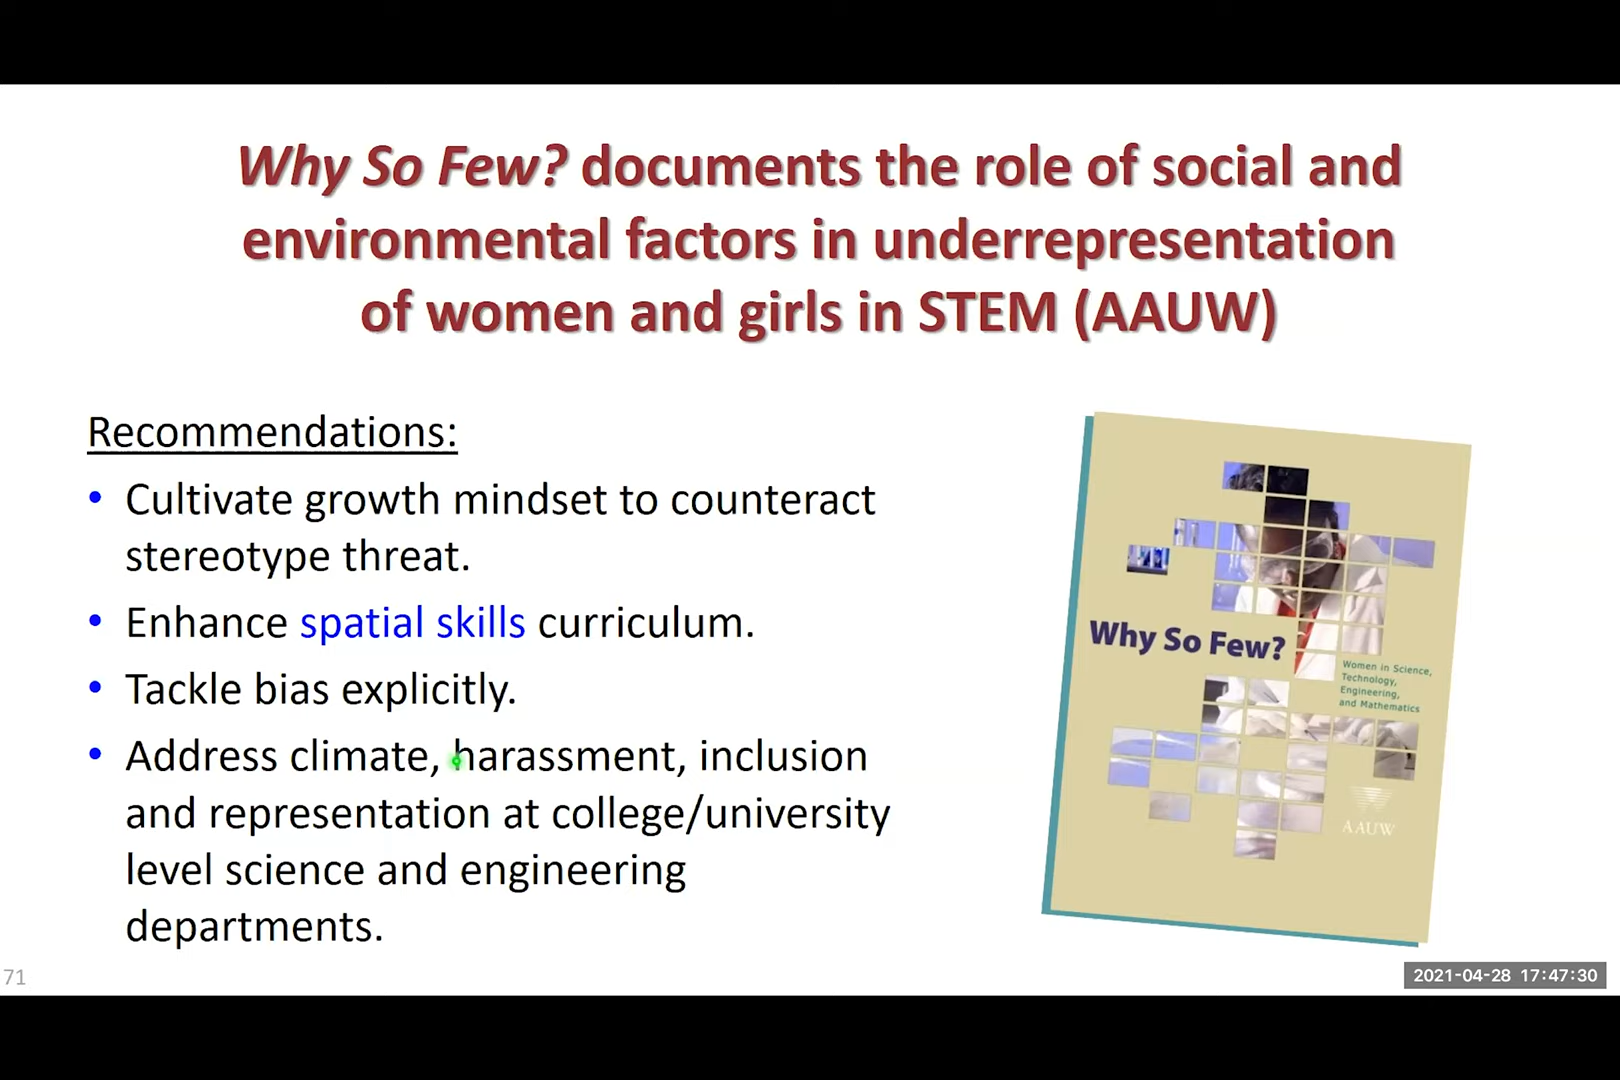 Why So Few? documents the role of social and
environmental factors in underrepresentation
of women and girls in STEM (AAUW)
Recommendations:
• Cultivate growth mindset to counteract
stereotype threat.
• Enhance spatial skills curriculum.
• Tackle bias explicitly.
• Address climate, harassment, inclusion
and representation at college/university
level science and engineering
departments.
Why So Few?
Women in Science,
Technology,
Engineering,
and Mathematics
AAUW
71
2021-04-28 17:47:30